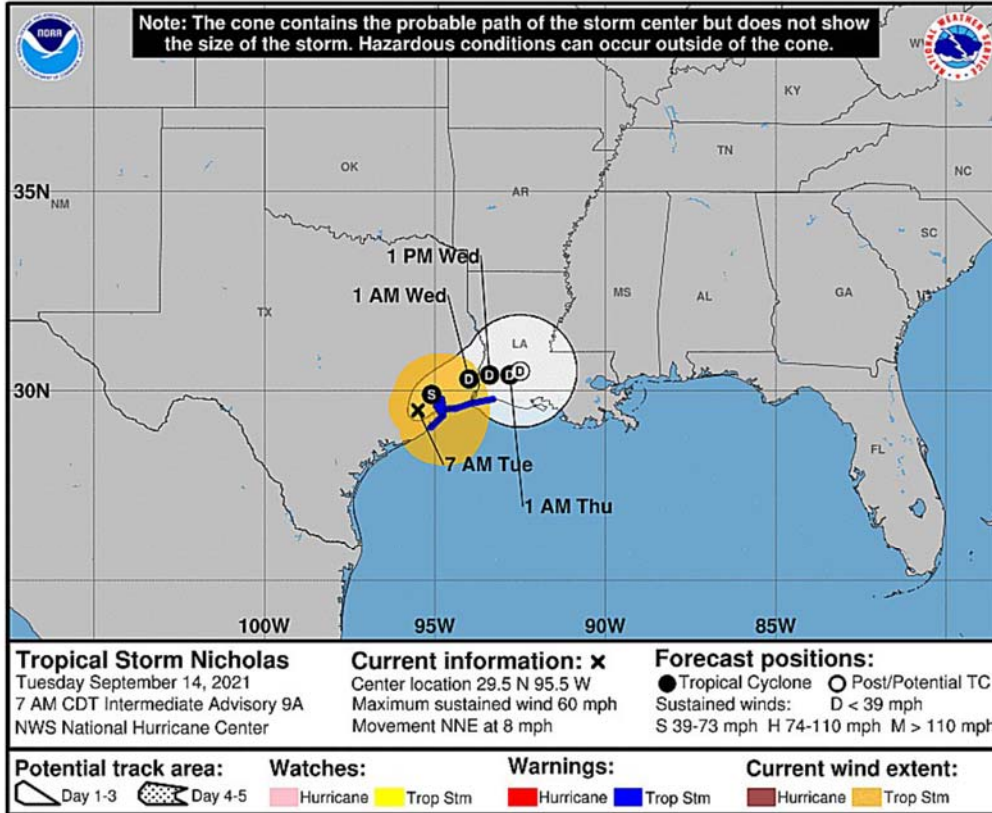 Note: The cone contains the probable path of the storm center but does not show
the size of the storm. Hazardous conditions can occur outside of the cone.
NOAA
NATIONAL WEATHER SERVICE
WV
KY
OK
TN
NC
35N
NM
AR
SC
1 PM Wed
1 AM Wed
MS
AL
GA
TX
LA
D
D
D
D
30N
S
FL
7 AM Tue
1 AM Thu
100W
95W
90W
85W
Tropical Storm Nicholas
Tuesday September 14, 2021
7 AM CDT Intermediate Advisory 9A
NWS National Hurricane Center
Current information: ×
Center location 29.5 N 95.5 W
Maximum sustained wind 60 mph
Movement NNE at 8 mph
Forecast positions:
● Tropical Cyclone ○ Post/Potential TC
Sustained winds: D < 39 mph
S 39-73 mph H 74-110 mph M > 110 mph
Potential track area:
Day 1-3 Day 4-5
Watches:
Hurricane Trop Stm
Warnings:
Hurricane Trop Stm
Current wind extent:
Hurricane Trop Stm